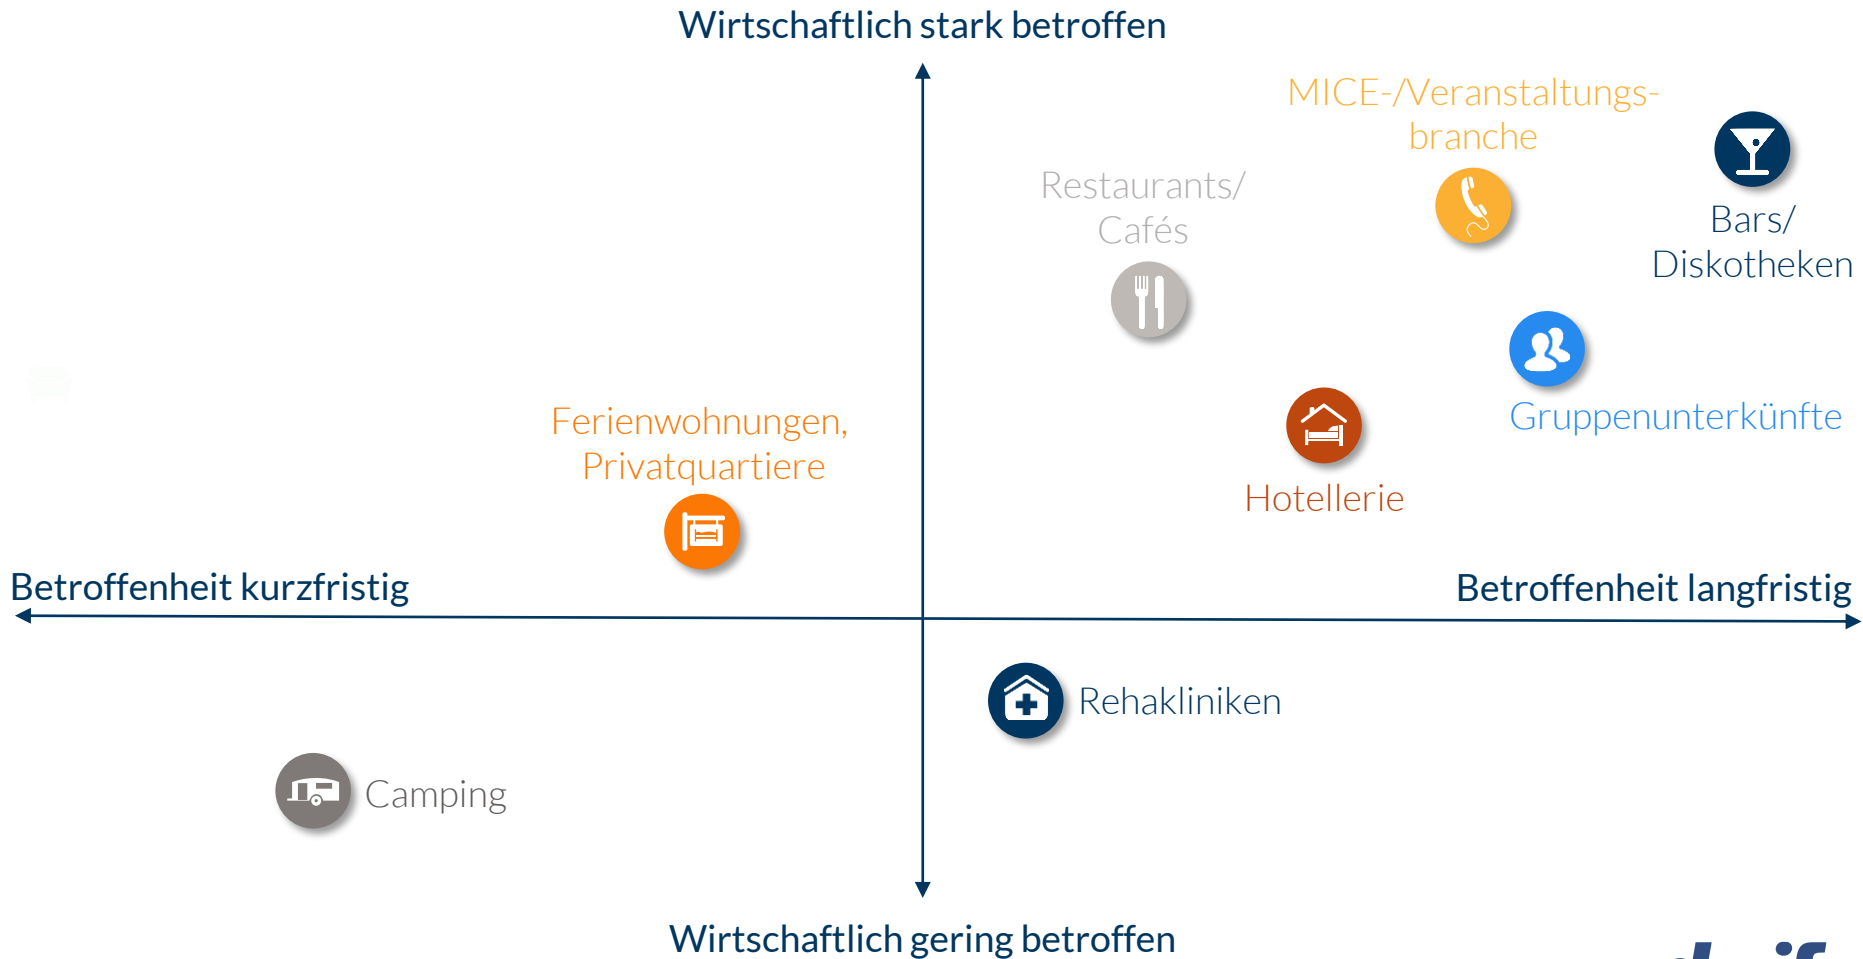 Wirtschaftlich stark betroffen
MICE-/Veranstaltungs-
branche
Restaurants/
Cafés
Bars/
Diskotheken
Ferienwohnungen,
Privatquartiere
Gruppenunterkünfte
Hotellerie
Betroffenheit kurzfristig
Betroffenheit langfristig
Rehakliniken
Camping
Wirtschaftlich gering betroffen